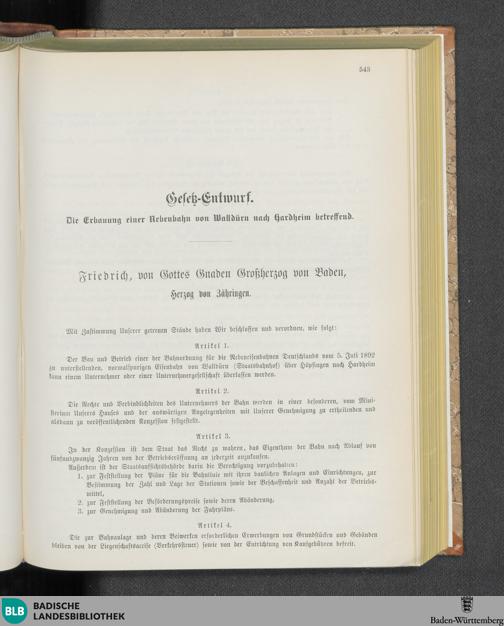 543
Gesetz-Entwurf.
Die Erbauung einer Nebenbahn von Walldürn nach Hardheim betreffend.
Friedrich, von Gottes Gnaden Großherzog von Baden,
Herzog von Zähringen.
Mit Zustimmung Unserer getreuen Stände haben Wir beschlossen und verordnen, wie folgt:
Artikel 1.
Der Bau und Betrieb einer der Bahnordnung für die Nebeneisenbahnen Deutschlands vom 5. Juli 1892
zu unterstellenden, normalspurigen Eisenbahn von Walldürn (Staatsbahnhof) über Höpfingen nach Hardheim
kann einem Unternehmer oder einer Unternehmergesellschaft überlassen werden.
Artikel 2.
Die Rechte und Verbindlichkeiten des Unternehmers der Bahn werden in einer besonderen, vom Mini-
sterium Unseres Hauses und der auswärtigen Angelegenheiten mit Unserer Genehmigung zu ertheilenden und
alsdann zu veröffentlichenden Konzession festgestellt.
Artikel 3.
In der Konzession ist dem Staat das Recht zu wahren, das Eigenthum der Bahn nach Ablauf von
fünfundzwanzig Jahren von der Betriebseröffnung an jederzeit anzukaufen.
Außerdem ist der Staatsaufsichtsbehörde darin die Berechtigung vorzubehalten:
1. zur Feststellung der Pläne für die Bahnlinie mit ihren baulichen Anlagen und Einrichtungen, zur
Bestimmung der Zahl und Lage der Stationen sowie der Beschaffenheit und Anzahl der Betriebs-
mittel,
2. zur Feststellung der Beförderungspreise sowie deren Abänderung,
3. zur Genehmigung und Abänderung der Fahrpläne.
Artikel 4.
Die zur Bahnanlage und deren Beiwerken erforderlichen Erwerbungen von Grundstücken und Gebäuden
bleiben von der Liegenschaftsaccise (Verkehrssteuer) sowie von der Entrichtung von Kaufgebühren befreit.
BLB BADISCHE
LANDESBIBLIOTHEK
Baden-Württemberg